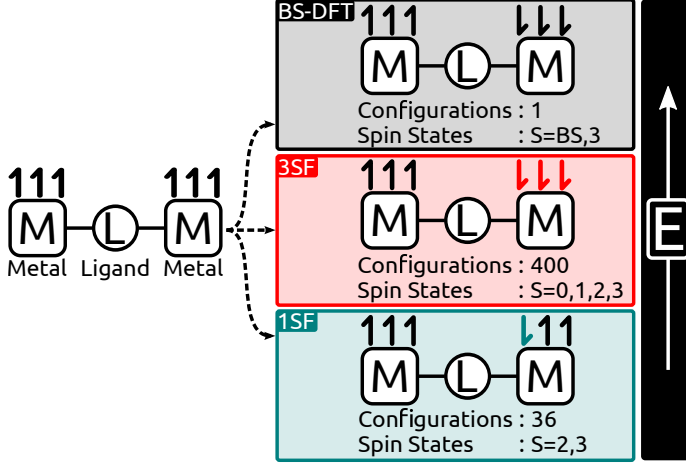 BS-DFT
M L M
Configurations : 1
Spin States : S=BS,3
3SF
M L M
Configurations : 400
Spin States : S=0,1,2,3
M L M
Metal Ligand Metal
1SF
M L M
Configurations : 36
Spin States : S=2,3
E